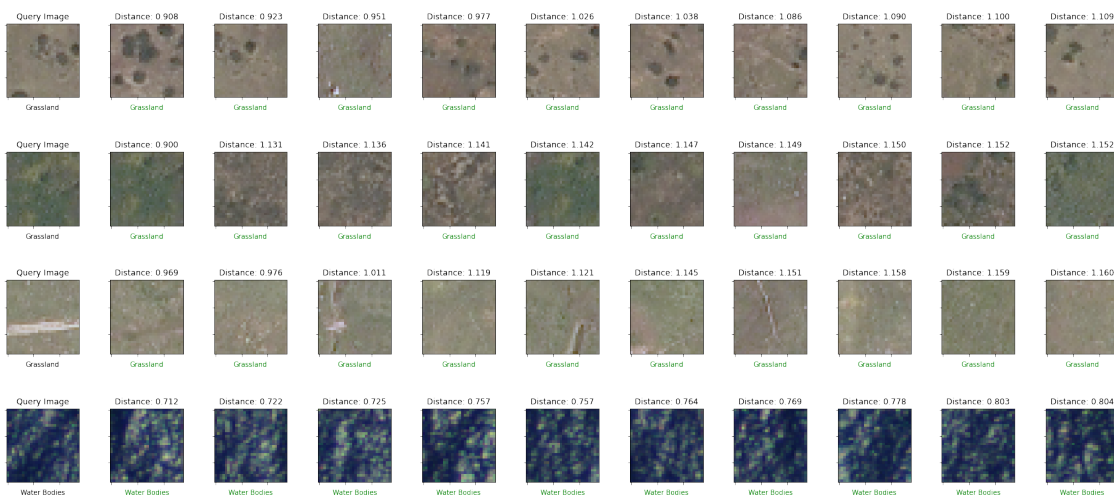 Query Image Distance: 0.908 Distance: 0.923 Distance: 0.951 Distance: 0.977 Distance: 1.026 Distance: 1.038 Distance: 1.086 Distance: 1.090 Distance: 1.100 Distance: 1.109
Grassland Grassland Grassland Grassland Grassland Grassland Grassland Grassland Grassland Grassland Grassland
Query Image Distance: 0.900 Distance: 1.131 Distance: 1.136 Distance: 1.141 Distance: 1.142 Distance: 1.147 Distance: 1.149 Distance: 1.150 Distance: 1.152 Distance: 1.152
Grassland Grassland Grassland Grassland Grassland Grassland Grassland Grassland Grassland Grassland Grassland
Query Image Distance: 0.969 Distance: 0.976 Distance: 1.011 Distance: 1.119 Distance: 1.121 Distance: 1.145 Distance: 1.151 Distance: 1.158 Distance: 1.159 Distance: 1.160
Grassland Grassland Grassland Grassland Grassland Grassland Grassland Grassland Grassland Grassland Grassland
Query Image Distance: 0.712 Distance: 0.722 Distance: 0.725 Distance: 0.757 Distance: 0.757 Distance: 0.764 Distance: 0.769 Distance: 0.778 Distance: 0.803 Distance: 0.804
Water Bodies Water Bodies Water Bodies Water Bodies Water Bodies Water Bodies Water Bodies Water Bodies Water Bodies Water Bodies Water Bodies